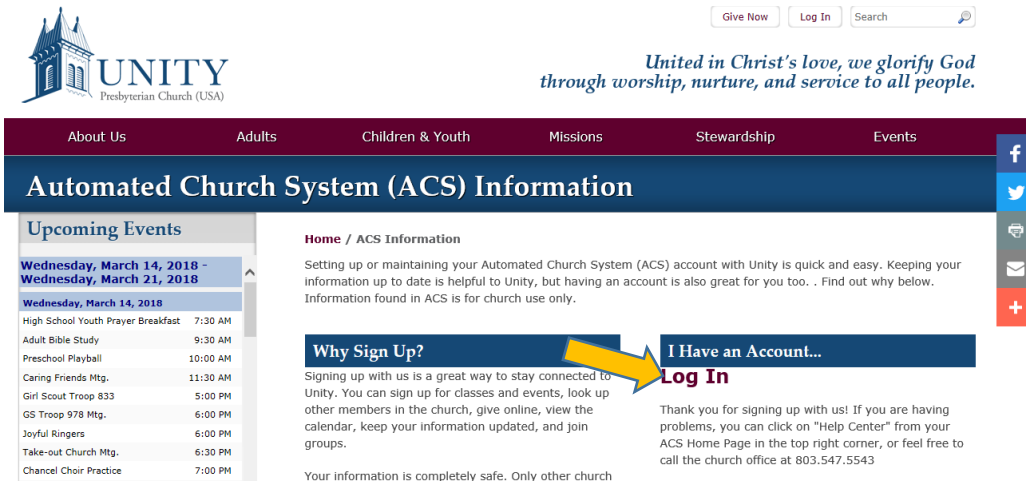 Give Now
Log In
Search
UNITY
Presbyterian Church (USA)
United in Christ's love, we glorify God
through worship, nurture, and service to all people.
About Us
Adults
Children & Youth
Missions
Stewardship
Events
Automated Church System (ACS) Information
Upcoming Events
Wednesday, March 14, 2018 -
Wednesday, March 21, 2018
Wednesday, March 14, 2018
High School Youth Prayer Breakfast 7:30 AM
Adult Bible Study 9:30 AM
Preschool Playball 10:00 AM
Caring Friends Mtg. 11:30 AM
Girl Scout Troop 833 5:00 PM
GS Troop 978 Mtg. 6:00 PM
Joyful Ringers 6:00 PM
Take-out Church Mtg. 6:30 PM
Chancel Choir Practice 7:00 PM
Home / ACS Information
Setting up or maintaining your Automated Church System (ACS) account with Unity is quick and easy. Keeping your
information up to date is helpful to Unity, but having an account is also great for you too. . Find out why below.
Information found in ACS is for church use only.
Why Sign Up?
Signing up with us is a great way to stay connected to
Unity. You can sign up for classes and events, look up
other members in the church, give online, view the
calendar, keep your information updated, and join
groups.
Your information is completely safe. Only other church
I Have an Account...
Log In
Thank you for signing up with us! If you are having
problems, you can click on "Help Center" from your
ACS Home Page in the top right corner, or feel free to
call the church office at 803.547.5543